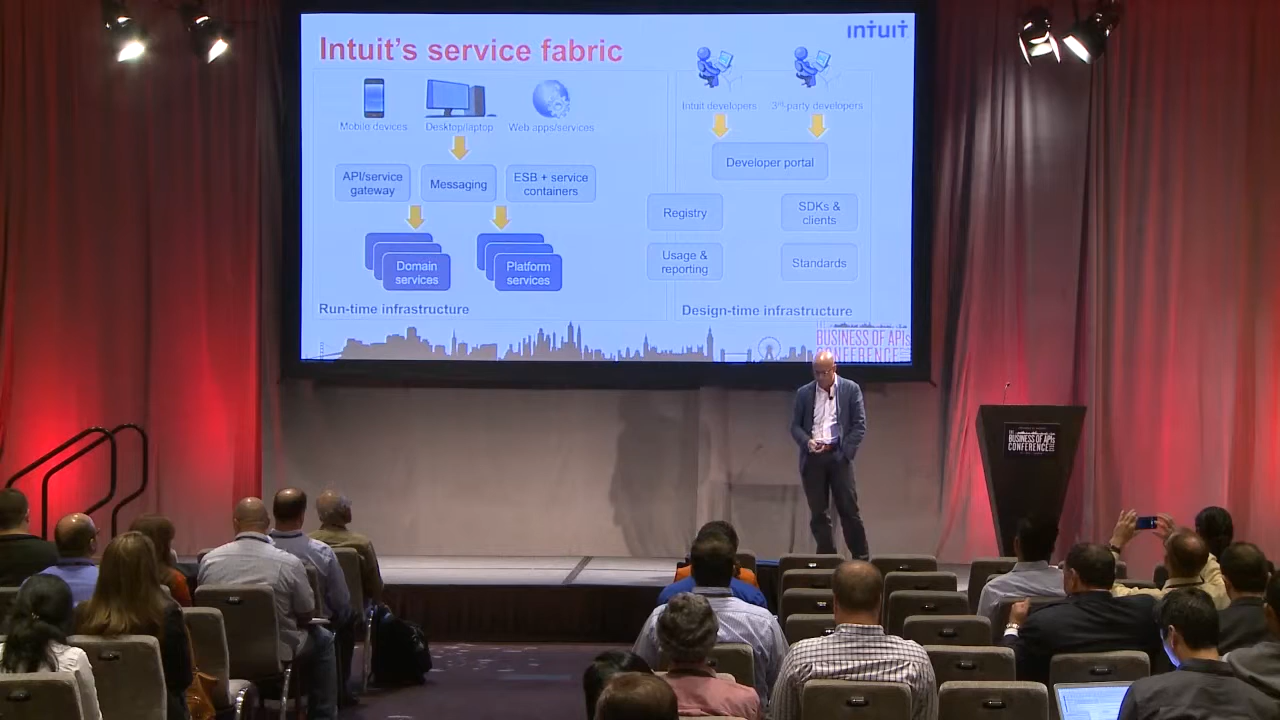 INTUIT
Intuit's service fabric
Mobile devices
Desktop/laptop
Web apps/services
API/service
gateway
Messaging
ESB + service
containers
Domain
services
Platform
services
Run-time infrastructure
Intuit developers
3rd-party developers
Developer portal
Registry
SDKs &
clients
Usage &
reporting
Standards
Design-time infrastructure
THE
BUSINESS OF APIs
CONFERENCE
THE
BUSINESS OF APIs
CONFERENCE